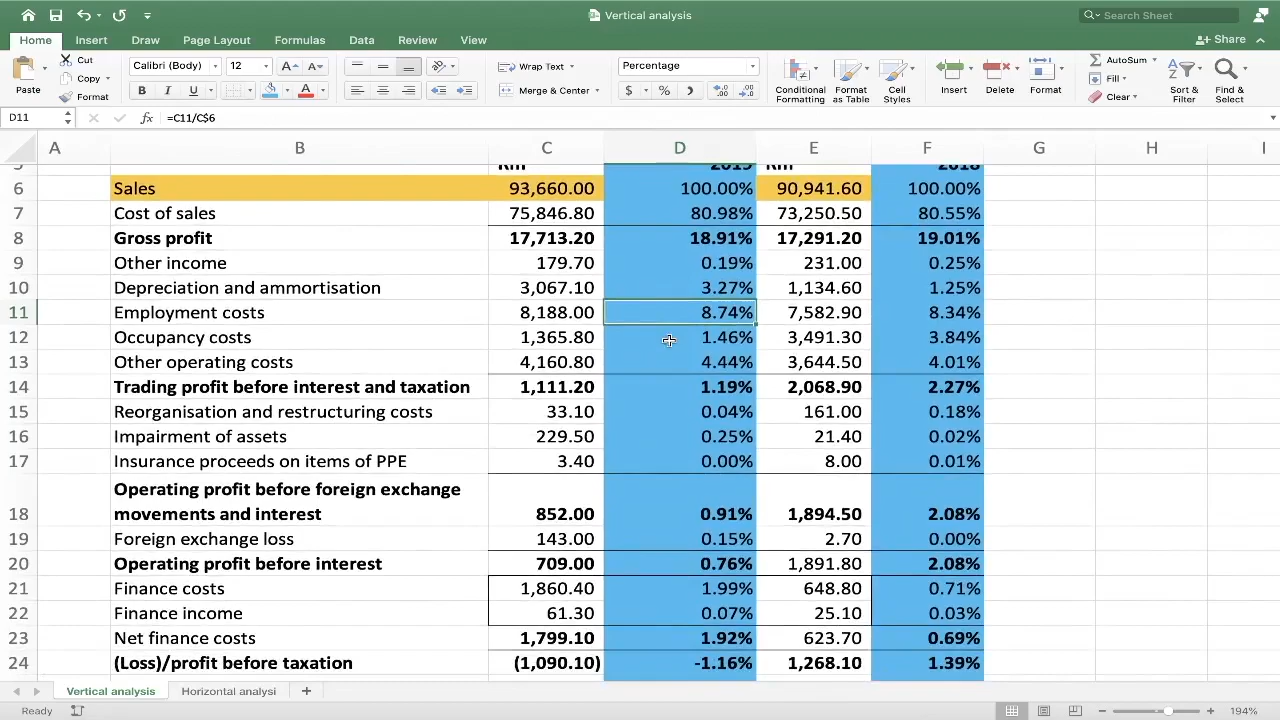 Vertical analysis
Search Sheet
Home Insert Draw Page Layout Formulas Data Review View Share
Paste Cut Copy Format
Calibri (Body) 12
B I U
Wrap Text
Merge & Center
Percentage
$ %
Conditional Formatting
Format as Table
Cell Styles
Insert Delete Format
AutoSum
Fill
Clear
Sort & Filter
Find & Select
D11 fx =C11/C$6
A B C D E F G H I
Rm 2019 Rm 2018
6 Sales 93,660.00 100.00% 90,941.60 100.00%
7 Cost of sales 75,846.80 80.98% 73,250.50 80.55%
8 Gross profit 17,713.20 18.91% 17,291.20 19.01%
9 Other income 179.70 0.19% 231.00 0.25%
10 Depreciation and ammortisation 3,067.10 3.27% 1,134.60 1.25%
11 Employment costs 8,188.00 8.74% 7,582.90 8.34%
12 Occupancy costs 1,365.80 1.46% 3,491.30 3.84%
13 Other operating costs 4,160.80 4.44% 3,644.50 4.01%
14 Trading profit before interest and taxation 1,111.20 1.19% 2,068.90 2.27%
15 Reorganisation and restructuring costs 33.10 0.04% 161.00 0.18%
16 Impairment of assets 229.50 0.25% 21.40 0.02%
17 Insurance proceeds on items of PPE 3.40 0.00% 8.00 0.01%
Operating profit before foreign exchange
18 movements and interest 852.00 0.91% 1,894.50 2.08%
19 Foreign exchange loss 143.00 0.15% 2.70 0.00%
20 Operating profit before interest 709.00 0.76% 1,891.80 2.08%
21 Finance costs 1,860.40 1.99% 648.80 0.71%
22 Finance income 61.30 0.07% 25.10 0.03%
23 Net finance costs 1,799.10 1.92% 623.70 0.69%
24 (Loss)/profit before taxation (1,090.10) -1.16% 1,268.10 1.39%
Vertical analysis Horizontal analysi +
Ready 194%